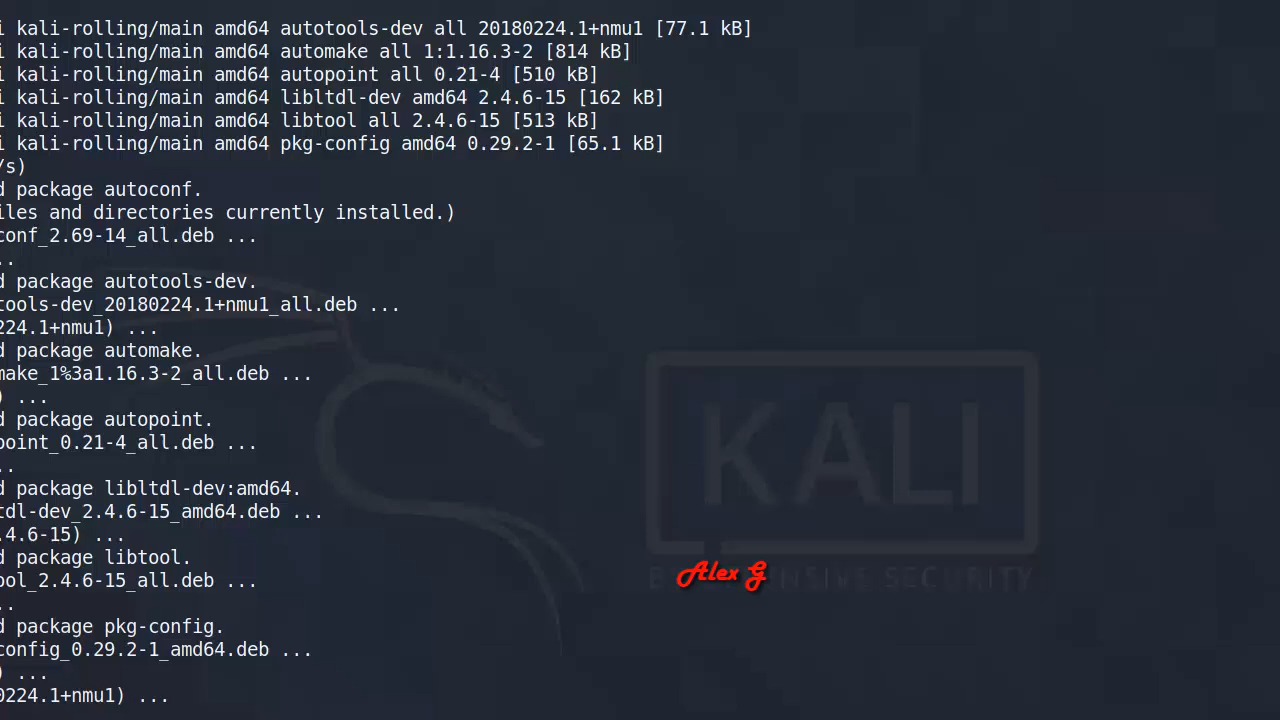 i kali-rolling/main amd64 autotools-dev all 20180224.1+nmu1 [77.1 kB]
i kali-rolling/main amd64 automake all 1:1.16.3-2 [814 kB]
i kali-rolling/main amd64 autopoint all 0.21-4 [510 kB]
i kali-rolling/main amd64 libltdl-dev amd64 2.4.6-15 [162 kB]
i kali-rolling/main amd64 libtool all 2.4.6-15 [513 kB]
i kali-rolling/main amd64 pkg-config amd64 0.29.2-1 [65.1 kB]
/s)
d package autoconf.
iles and directories currently installed.)
conf_2.69-14_all.deb ...
..
d package autotools-dev.
tools-dev_20180224.1+nmu1_all.deb ...
224.1+nmu1) ...
d package automake.
make_1%3a1.16.3-2_all.deb ...
) ...
d package autopoint.
point_0.21-4_all.deb ...
..
d package libltdl-dev:amd64.
tdl-dev_2.4.6-15_amd64.deb ...
.4.6-15) ...
d package libtool.
ool_2.4.6-15_all.deb ...
..
d package pkg-config.
config_0.29.2-1_amd64.deb ...
) ...
0224.1+nmu1) ...
KALI
Alex G
SECURITY